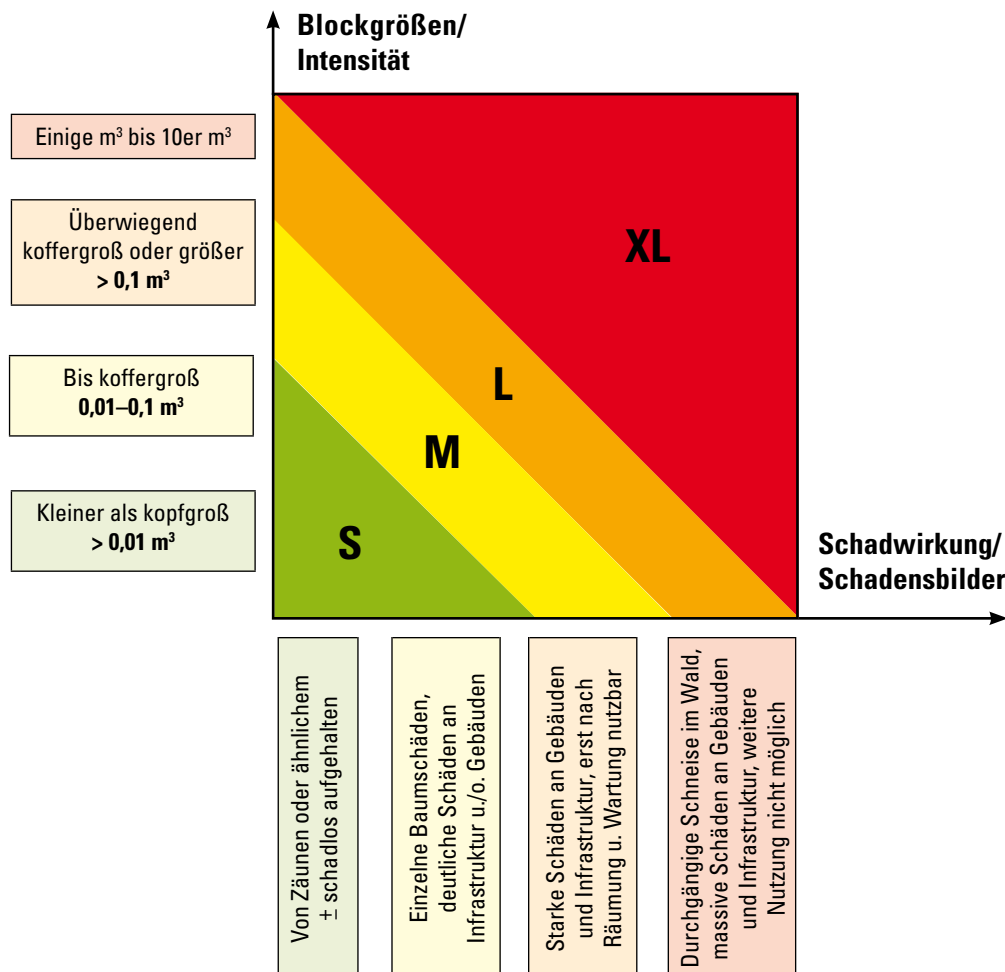 Blockgrößen/
Intensität
Einige m³ bis 10er m³
Überwiegend
koffergroß oder größer
> 0,1 m³
Bis koffergroß
0,01–0,1 m³
Kleiner als kopfgroß
> 0,01 m³
XL
L
M
S
Schadwirkung/
Schadensbilder
Von Zäunen oder ähnlichem
± schadlos aufgehalten
Einzelne Baumschäden,
deutliche Schäden an
Infrastruktur u./o. Gebäuden
Starke Schäden an Gebäuden
und Infrastruktur, erst nach
Räumung u. Wartung nutzbar
Durchgängige Schneise im Wald,
massive Schäden an Gebäuden
und Infrastruktur, weitere
Nutzung nicht möglich